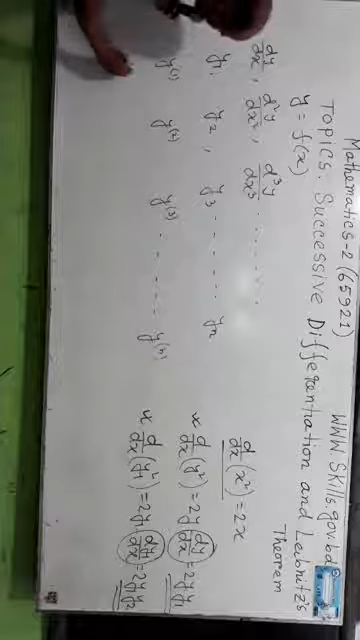 Mathematics-2 (65921) WWW.Skills.gov.bd
TOPICS. Successive Differentiation and Leibnitz's Theorem
y = f(x)
dy/dx, d²y/dx², d³y/dx³ . . . . . . .
y₁. y₂, y₃ . . . . . . yₙ
y⁽¹⁾ y⁽²⁾ y⁽³⁾ . . . . . . y⁽ⁿ⁾
d/dx (x²) = 2x
x d/dx (y²) = 2y dy/dx = 2y y₁
x d/dx (y₁²) = 2y₁ dy₁/dx = 2y₁y₂